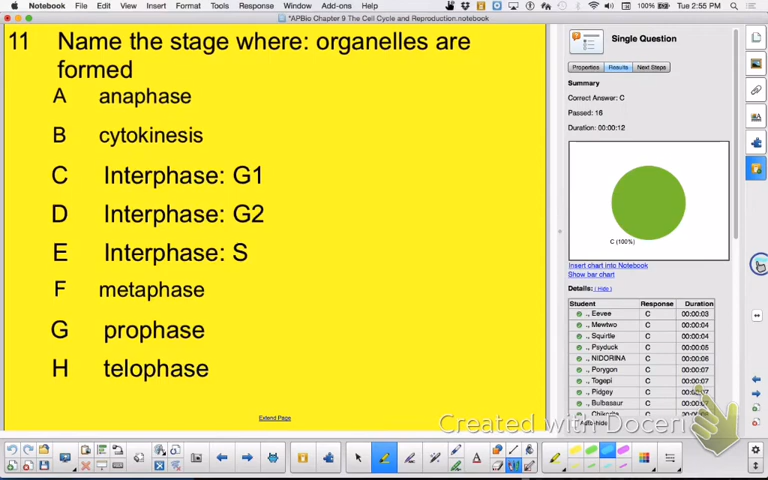 Notebook File Edit View Insert Format Tools Response Window Add-ons Help 100% Tue 2:55 PM
*APBio Chapter 9 The Cell Cycle and Reproduction.notebook
11 Name the stage where: organelles are
formed
A anaphase
B cytokinesis
C Interphase: G1
D Interphase: G2
E Interphase: S
F metaphase
G prophase
H telophase
Extend Page
Single Question
Properties Results Next Steps
Summary
Correct Answer: C
Passed: 16
Duration: 00:00:12
C (100%)
Insert chart into Notebook
Show bar chart
Details: (Hide)
Student Response Duration
., Eevee C 00:00:03
., Mewtwo C 00:00:04
., Squirtle C 00:00:04
., Psyduck C 00:00:05
., NIDORINA C 00:00:06
., Porygon C 00:00:07
., Togepi C 00:00:07
., Pidgey C
., Bulbasaur C
., Chikorita C
Auto-hide
Created with Doceri